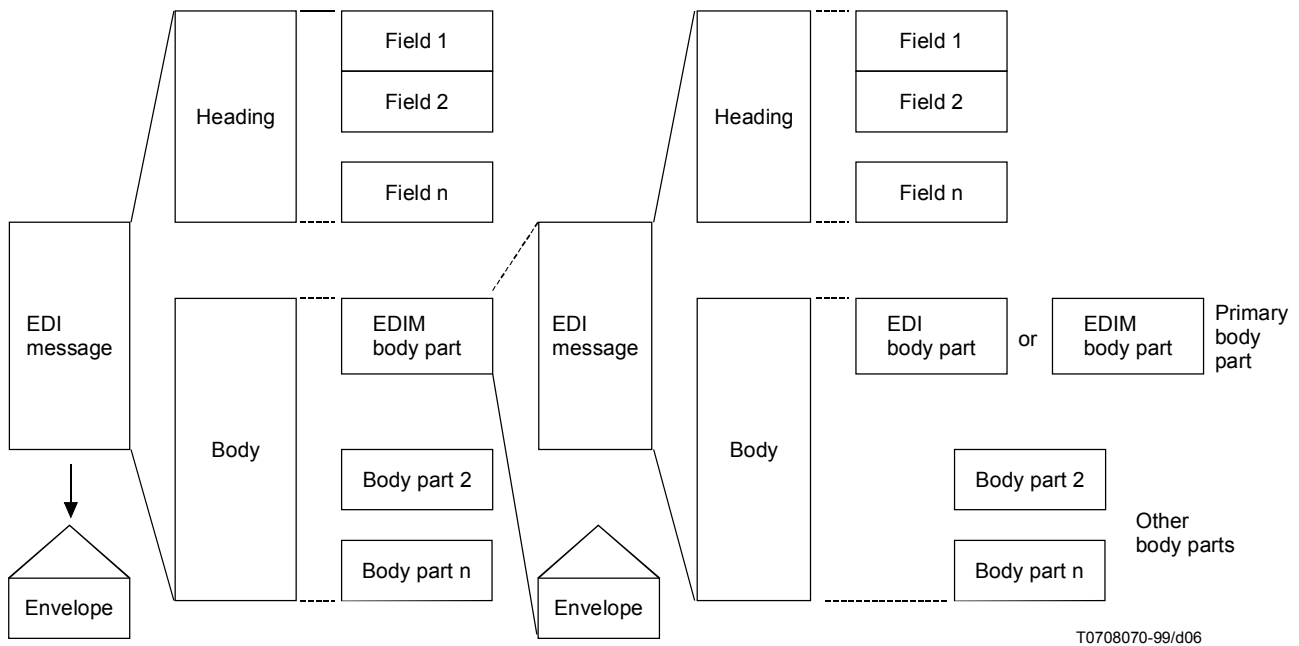 Field 1
Field 2
Heading
Field n
EDI
message
EDIM
body part
Body
Body part 2
Body part n
Envelope
Field 1
Field 2
Heading
Field n
EDI
message
EDI
body part
or
EDIM
body part
Primary
body
part
Body
Body part 2
Other
body parts
Body part n
Envelope
T0708070-99/d06